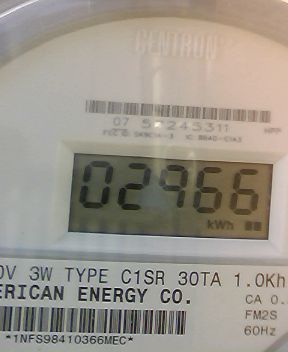 CENTRON
02966
kWh
0V 3W TYPE C1SR 30TA 1.0Kh
ERICAN ENERGY CO.
CA 0.
FM2S
60Hz
*1NFS98410366MEC*